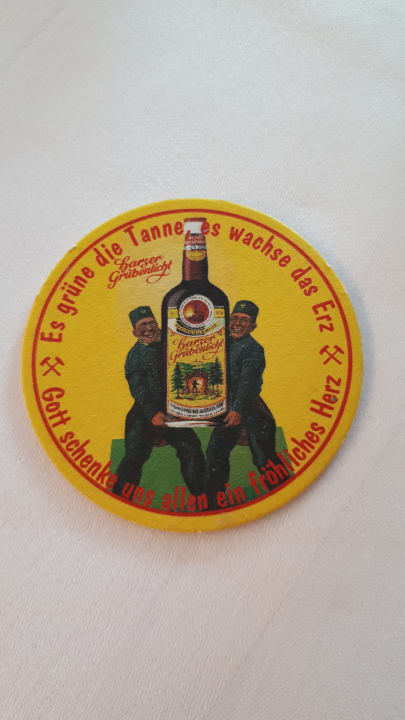 Es grüne die Tanne, es wachse das Erz
Gott schenke uns allen ein fröhliches Herz
Harzer
Grubenlicht
Harzer
Grubenlicht